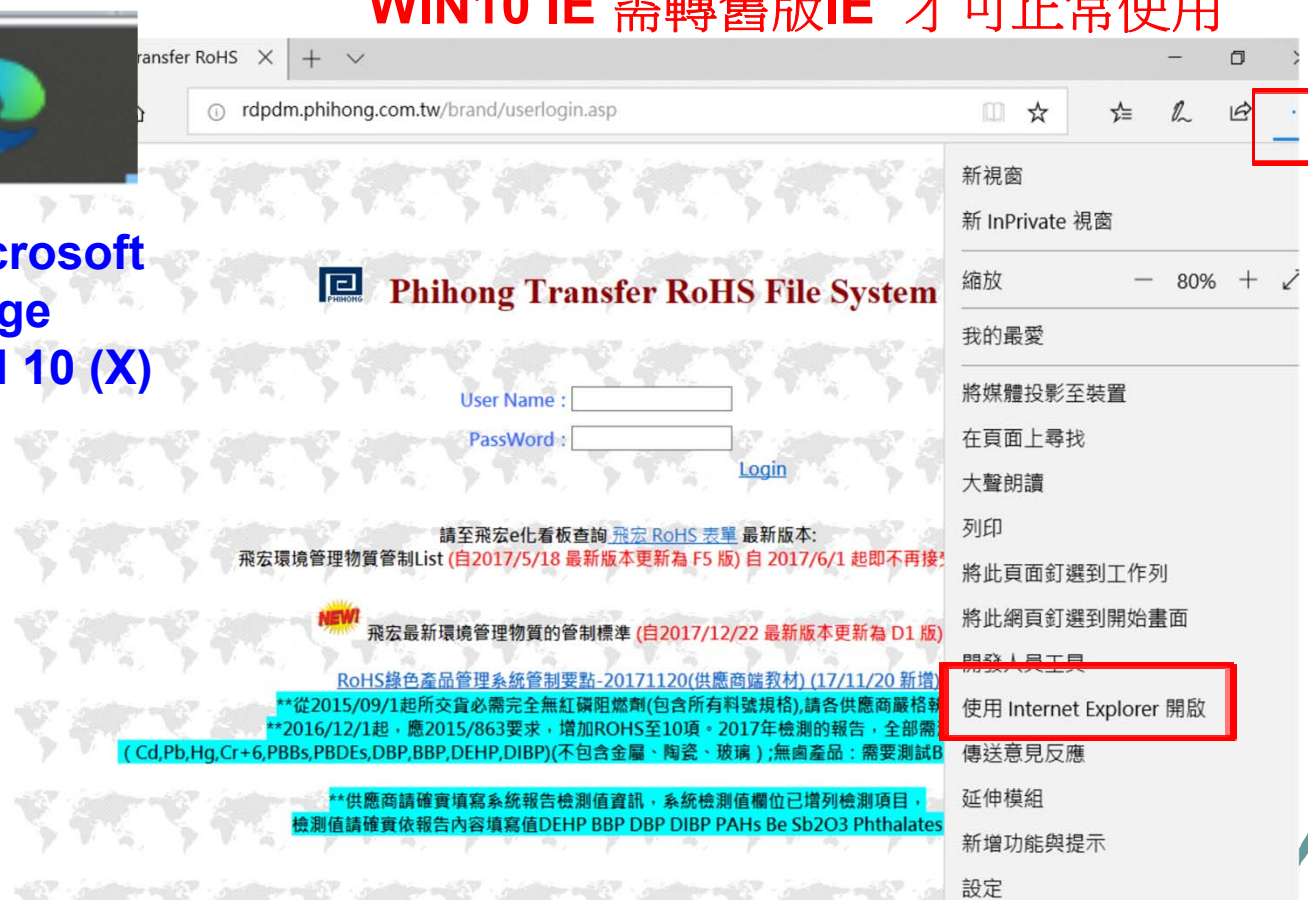 WIN10 IE 需轉舊版IE 才可正常使用
ransfer RoHS
rdpdm.phihong.com.tw/brand/userlogin.asp
crosoft
ge
10 (X)
PHIHONG
Phihong Transfer RoHS File System
User Name :
PassWord :
Login
請至飛宏e化看板查詢 飛宏 RoHS 表單 最新版本:
飛宏環境管理物質管制List (自2017/5/18 最新版本更新為 F5 版) 自 2017/6/1 起即不再接
NEW!
飛宏最新環境管理物質的管制標準 (自2017/12/22 最新版本更新為 D1 版)
RoHS綠色產品管理系統管制要點-20171120(供應商端教材) (17/11/20 新增)
**從2015/09/1起所交貨必需完全無紅磷阻燃劑(包含所有料號規格),請各供應商嚴格執
**2016/12/1起，應2015/863要求，增加ROHS至10項。2017年檢測的報告，全部需
( Cd,Pb,Hg,Cr+6,PBBs,PBDEs,DBP,BBP,DEHP,DIBP)(不包含金屬、陶瓷、玻璃 ) ;無鹵產品：需要測試B
**供應商請確實填寫系統報告檢測值資訊，系統檢測值欄位已增列檢測項目，
檢測值請確實依報告內容填寫值DEHP BBP DBP DIBP PAHs Be Sb2O3 Phthalates
新視窗
新 InPrivate 視窗
縮放 80%
我的最愛
將媒體投影至裝置
在頁面上尋找
大聲朗讀
列印
將此頁面釘選到工作列
將此網頁釘選到開始畫面
開發人員工具
使用 Internet Explorer 開啟
傳送意見反應
延伸模組
新增功能與提示
設定